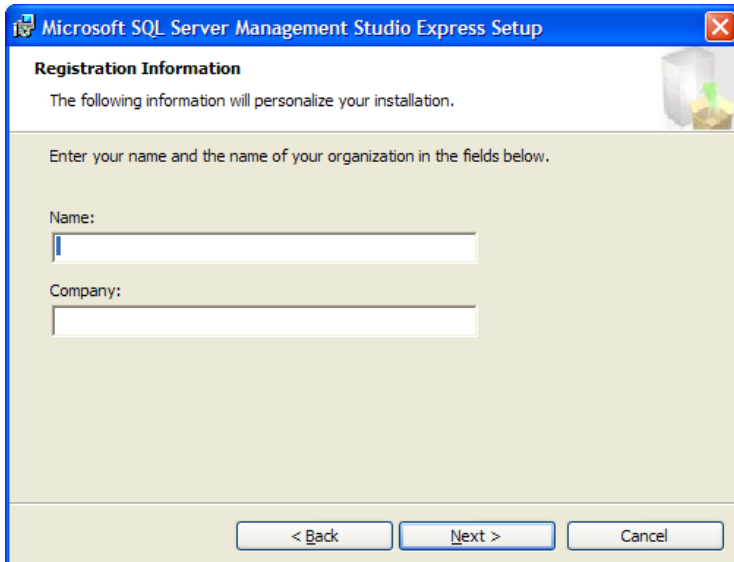 Microsoft SQL Server Management Studio Express Setup
Registration Information
The following information will personalize your installation.
Enter your name and the name of your organization in the fields below.
Name:
Company:
< Back Next > Cancel